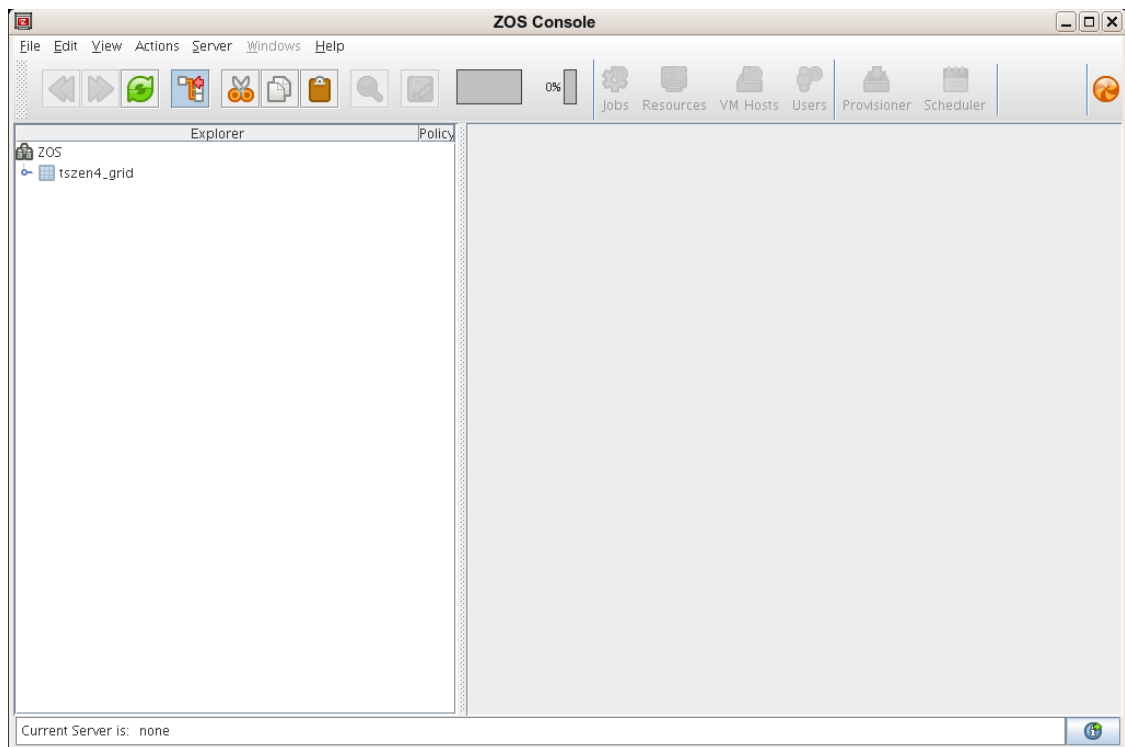 ZOS Console
File Edit View Actions Server Windows Help
0%
Jobs Resources VM Hosts Users Provisioner Scheduler
Explorer Policy
ZOS
tszen4_grid
Current Server is: none